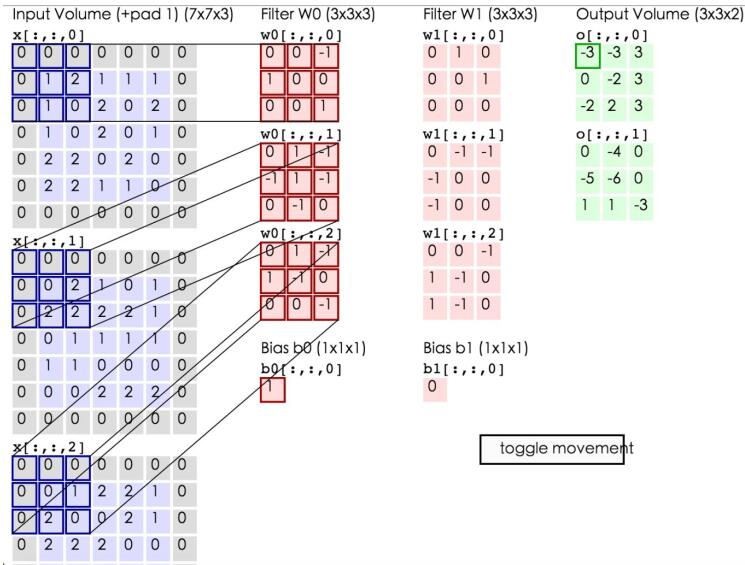 Input Volume (+pad 1) (7x7x3)
x[:,:,0]
0 0 0 0 0 0 0
0 1 2 1 1 1 0
0 1 0 2 0 2 0
0 1 0 2 0 1 0
0 2 2 0 2 0 0
0 2 2 1 1 0 0
0 0 0 0 0 0 0
x[:,:,1]
0 0 0 0 0 0 0
0 0 2 1 0 1 0
0 2 2 2 2 1 0
0 0 1 1 1 1 0
0 1 1 0 0 0 0
0 0 0 2 2 2 0
0 0 0 0 0 0 0
x[:,:,2]
0 0 0 0 0 0 0
0 0 1 2 2 1 0
0 2 0 0 2 1 0
0 2 2 2 0 0 0
Filter W0 (3x3x3)
w0[:,:,0]
0 0 -1
1 0 0
0 0 1
w0[:,:,1]
0 1 -1
-1 1 -1
0 -1 0
w0[:,:,2]
0 1 -1
1 -1 0
0 0 -1
Bias b0 (1x1x1)
b0[:,:,0]
1
Filter W1 (3x3x3)
w1[:,:,0]
0 1 0
0 0 1
0 0 0
w1[:,:,1]
0 -1 -1
-1 0 0
-1 0 0
w1[:,:,2]
0 0 -1
1 -1 0
1 -1 0
Bias b1 (1x1x1)
b1[:,:,0]
0
Output Volume (3x3x2)
o[:,:,0]
-3 -3 3
0 -2 3
-2 2 3
o[:,:,1]
0 -4 0
-5 -6 0
1 1 -3
toggle movement